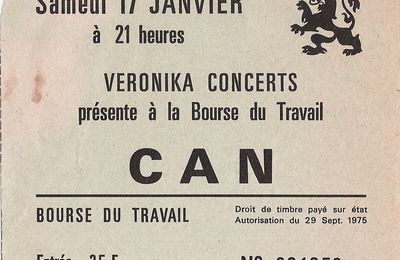 Samedi 17 JANVIER
à 21 heures
VERONIKA CONCERTS
présente à la Bourse du Travail
CAN
BOURSE DU TRAVAIL
Droit de timbre payé sur état
Autorisation du 29 Sept. 1975
Entrée